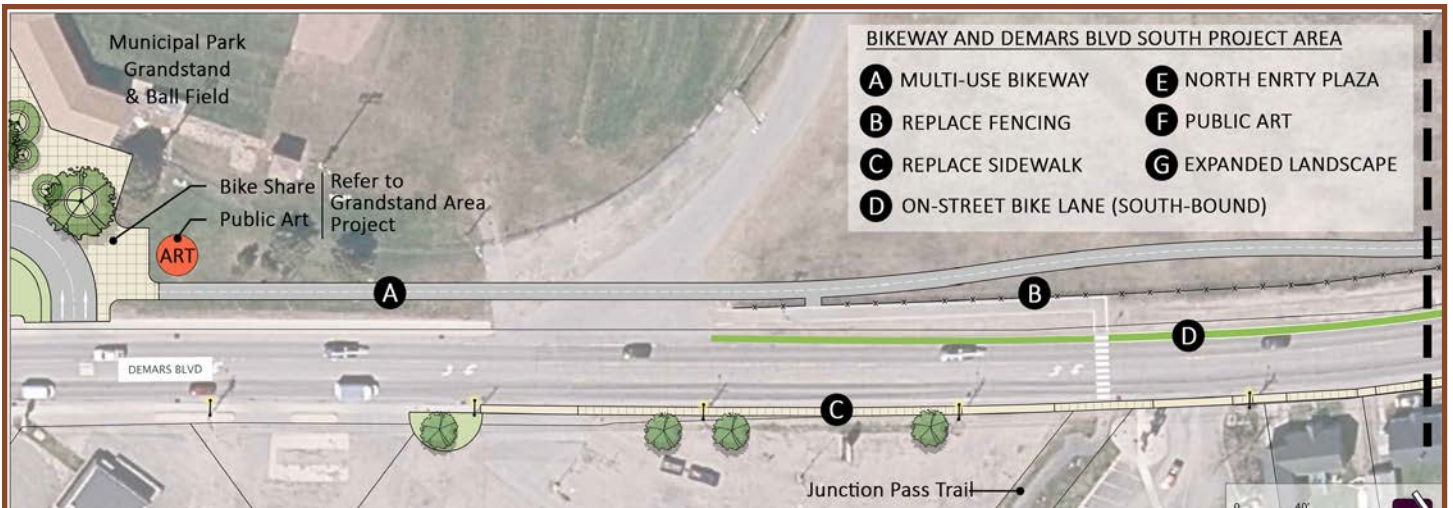 Municipal Park
Grandstand
& Ball Field
Bike Share
Public Art
Refer to
Grandstand Area
Project
ART
BIKEWAY AND DEMARS BLVD SOUTH PROJECT AREA
A MULTI-USE BIKEWAY
B REPLACE FENCING
C REPLACE SIDEWALK
D ON-STREET BIKE LANE (SOUTH-BOUND)
E NORTH ENRTY PLAZA
F PUBLIC ART
G EXPANDED LANDSCAPE
A
B
D
DEMARS BLVD
C
Junction Pass Trail
0
40'